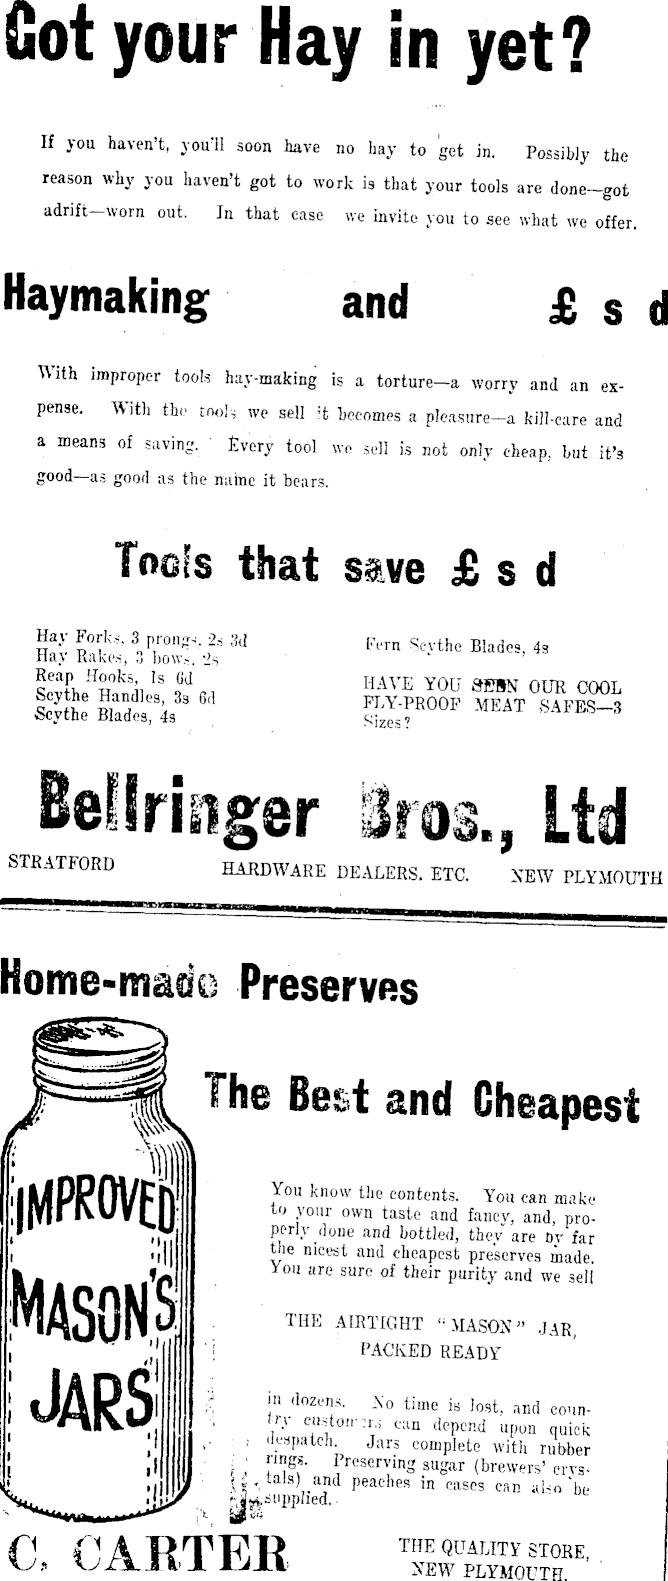 Got your Hay in yet?
If you haven't, you'll soon have no hay to get in. Possibly the
reason why you haven't got to work is that your tools are done—got
adrift—worn out. In that case we invite you to see what we offer.
Haymaking and £ s d
With improper tools hay-making is a torture—a worry and an ex-
pense. With the tools we sell it becomes a pleasure—a kill-care and
a means of saving. Every tool we sell is not only cheap, but it's
good—as good as the name it bears.
Tools that save £ s d
Hay Forks, 3 prongs, 2s 3d
Hay Rakes, 3 bows, 2s
Reap Hooks, 1s 6d
Scythe Handles, 3s 6d
Scythe Blades, 4s
Fern Scythe Blades, 4s
HAVE YOU SEEN OUR COOL
FLY-PROOF MEAT SAFES—3
Sizes?
Bellringer Bros., Ltd
STRATFORD HARDWARE DEALERS, ETC. NEW PLYMOUTH
Home-made Preserves
The Best and Cheapest
IMPROVED
MASON'S
JARS
You know the contents. You can make
to your own taste and fancy, and, pro-
perly done and bottled, they are by far
the nicest and cheapest preserves made.
You are sure of their purity and we sell
THE AIRTIGHT "MASON" JAR,
PACKED READY
in dozens. No time is lost, and coun-
try customers can depend upon quick
despatch. Jars complete with rubber
rings. Preserving sugar (brewers' crys-
tals) and peaches in cases can also be
supplied.
C. CARTER
THE QUALITY STORE,
NEW PLYMOUTH.